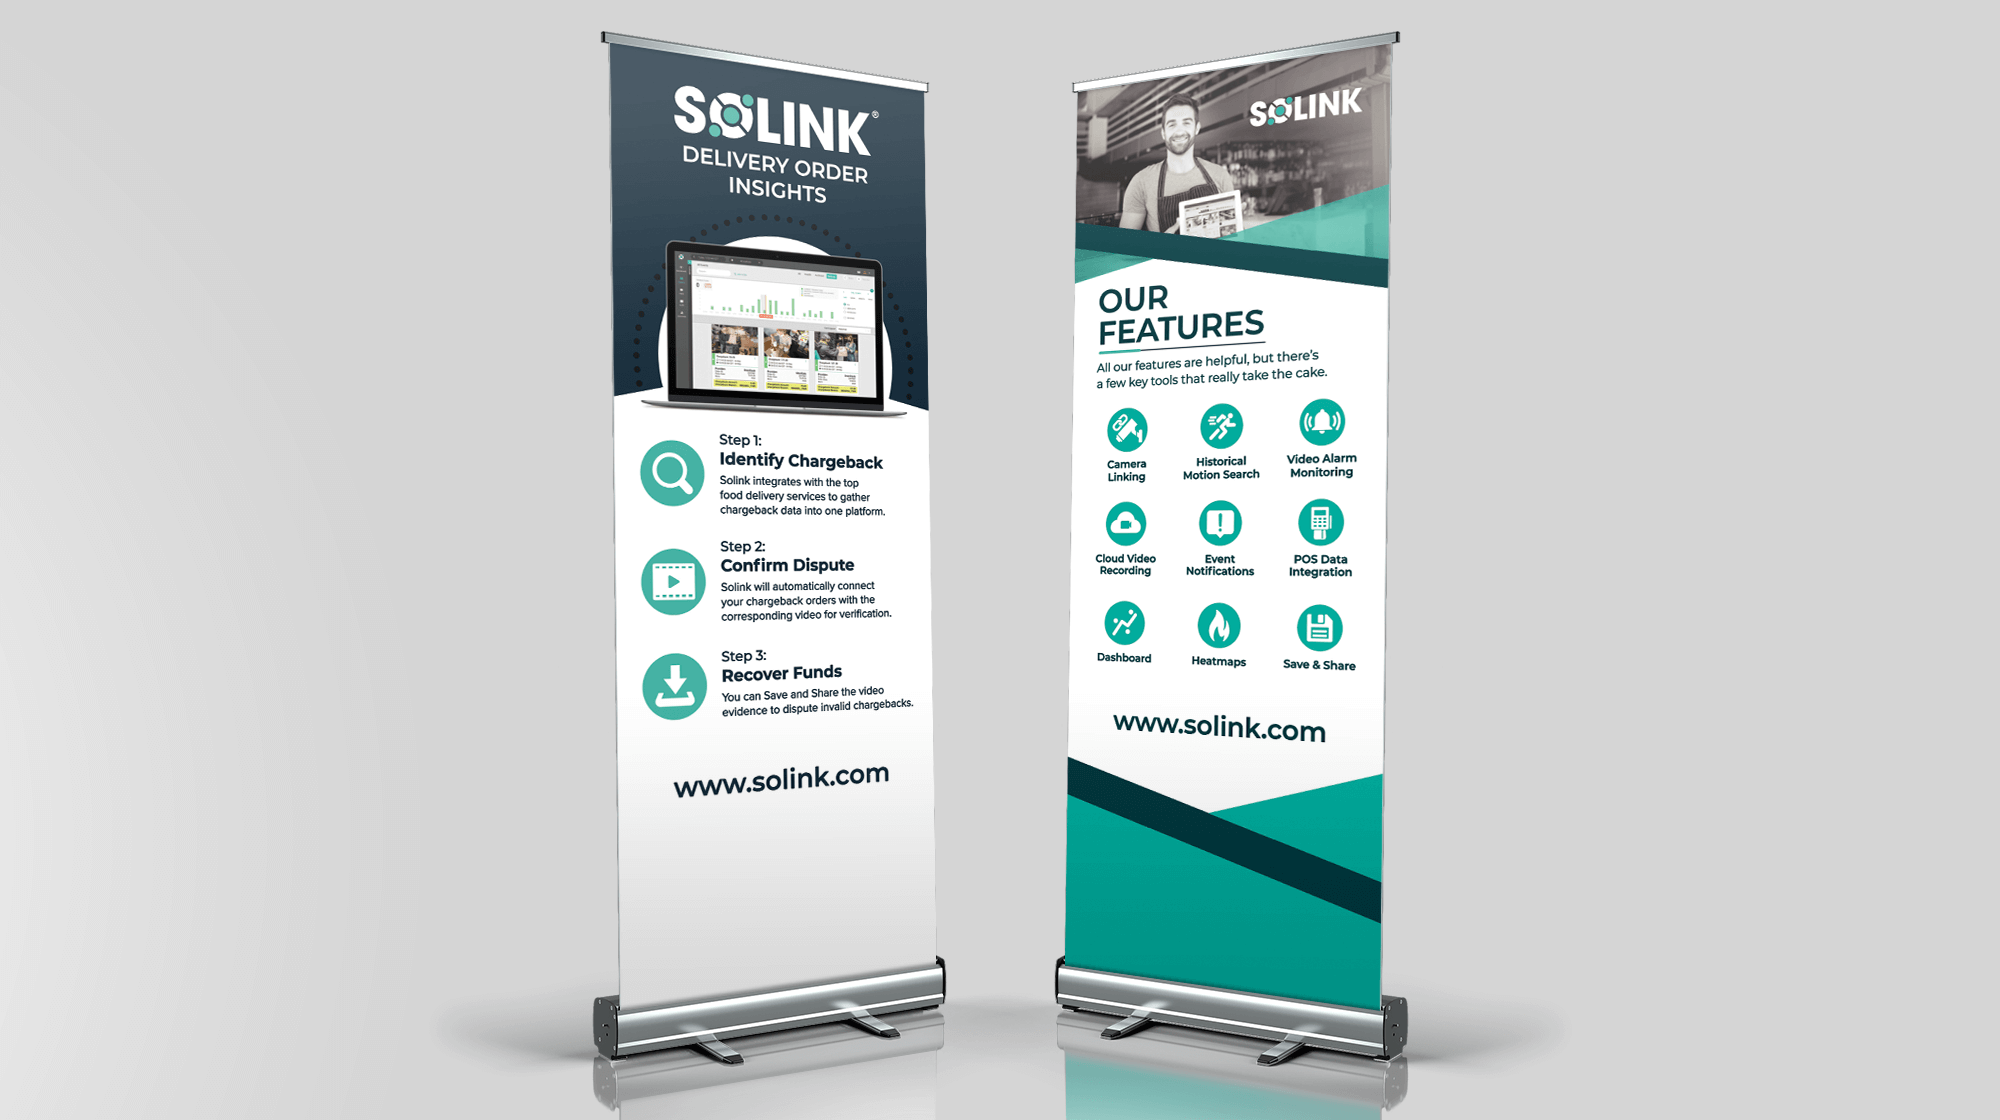 SOLINK®
DELIVERY ORDER
INSIGHTS
Step 1:
Identify Chargeback
Solink integrates with the top
food delivery services to gather
chargeback data into one platform.
Step 2:
Confirm Dispute
Solink will automatically connect
your chargeback orders with the
corresponding video for verification.
Step 3:
Recover Funds
You can Save and Share the video
evidence to dispute invalid chargebacks.
www.solink.com
SOLINK
OUR
FEATURES
All our features are helpful, but there's
a few key tools that really take the cake.
Camera
Linking
Historical
Motion Search
Video Alarm
Monitoring
Cloud Video
Recording
Event
Notifications
POS Data
Integration
Dashboard
Heatmaps
Save & Share
www.solink.com